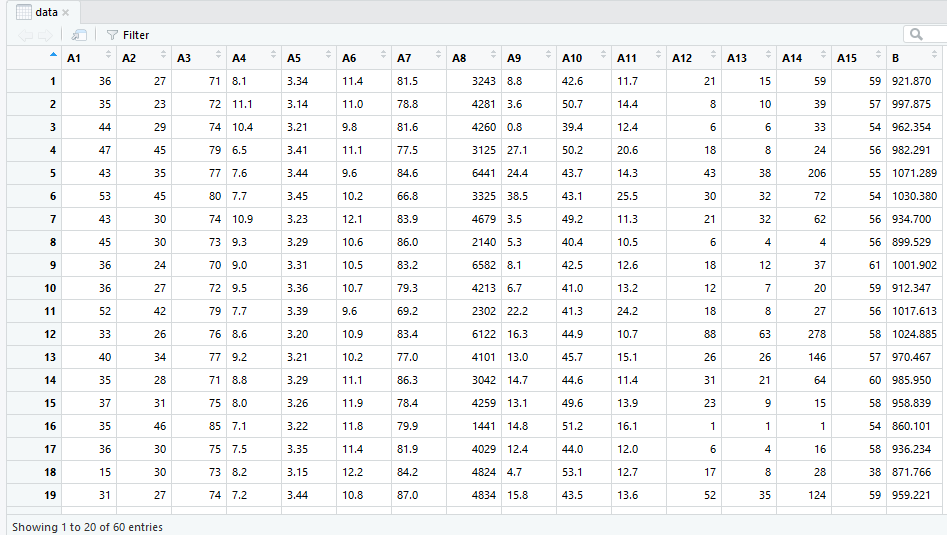 data
Filter
A1 A2 A3 A4 A5 A6 A7 A8 A9 A10 A11 A12 A13 A14 A15 B
1 36 27 71 8.1 3.34 11.4 81.5 3243 8.8 42.6 11.7 21 15 59 59 921.870
2 35 23 72 11.1 3.14 11.0 78.8 4281 3.6 50.7 14.4 8 10 39 57 997.875
3 44 29 74 10.4 3.21 9.8 81.6 4260 0.8 39.4 12.4 6 6 33 54 962.354
4 47 45 79 6.5 3.41 11.1 77.5 3125 27.1 50.2 20.6 18 8 24 56 982.291
5 43 35 77 7.6 3.44 9.6 84.6 6441 24.4 43.7 14.3 43 38 206 55 1071.289
6 53 45 80 7.7 3.45 10.2 66.8 3325 38.5 43.1 25.5 30 32 72 54 1030.380
7 43 30 74 10.9 3.23 12.1 83.9 4679 3.5 49.2 11.3 21 32 62 56 934.700
8 45 30 73 9.3 3.29 10.6 86.0 2140 5.3 40.4 10.5 6 4 4 56 899.529
9 36 24 70 9.0 3.31 10.5 83.2 6582 8.1 42.5 12.6 18 12 37 61 1001.902
10 36 27 72 9.5 3.36 10.7 79.3 4213 6.7 41.0 13.2 12 7 20 59 912.347
11 52 42 79 7.7 3.39 9.6 69.2 2302 22.2 41.3 24.2 18 8 27 56 1017.613
12 33 26 76 8.6 3.20 10.9 83.4 6122 16.3 44.9 10.7 88 63 278 58 1024.885
13 40 34 77 9.2 3.21 10.2 77.0 4101 13.0 45.7 15.1 26 26 146 57 970.467
14 35 28 71 8.8 3.29 11.1 86.3 3042 14.7 44.6 11.4 31 21 64 60 985.950
15 37 31 75 8.0 3.26 11.9 78.4 4259 13.1 49.6 13.9 23 9 15 58 958.839
16 35 46 85 7.1 3.22 11.8 79.9 1441 14.8 51.2 16.1 1 1 1 54 860.101
17 36 30 75 7.5 3.35 11.4 81.9 4029 12.4 44.0 12.0 6 4 16 58 936.234
18 15 30 73 8.2 3.15 12.2 84.2 4824 4.7 53.1 12.7 17 8 28 38 871.766
19 31 27 74 7.2 3.44 10.8 87.0 4834 15.8 43.5 13.6 52 35 124 59 959.221
Showing 1 to 20 of 60 entries